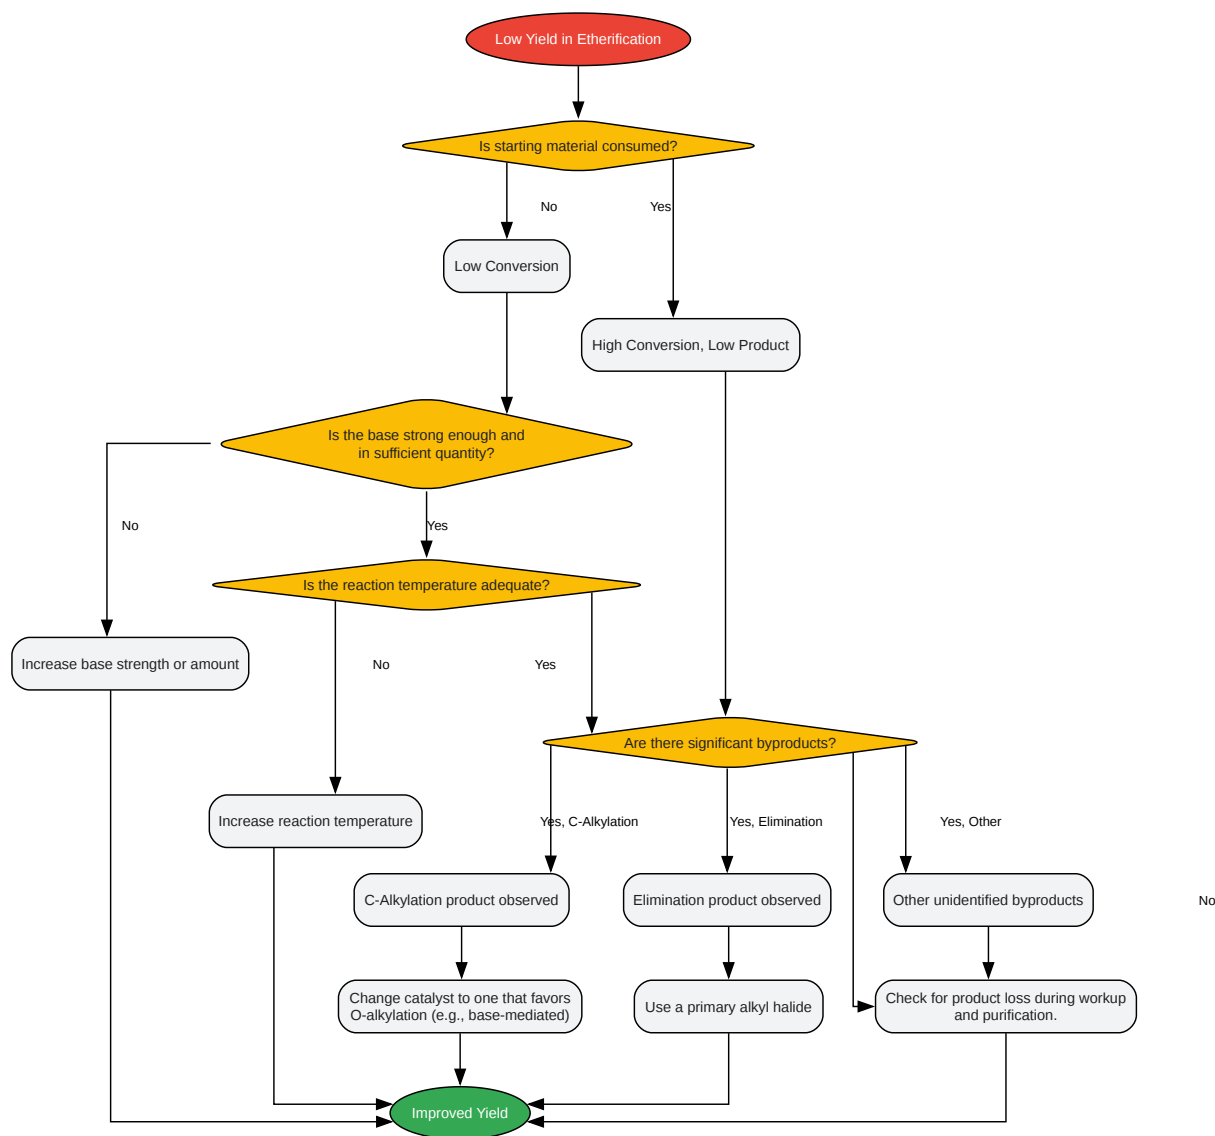 Low Yield in Etherification
Is starting material consumed?
No
Yes
Low Conversion
High Conversion, Low Product
Is the base strong enough and
in sufficient quantity?
No
Yes
Is the reaction temperature adequate?
Increase base strength or amount
No
Yes
Are there significant byproducts?
Increase reaction temperature
Yes, C-Alkylation
Yes, Elimination
Yes, Other
C-Alkylation product observed
Elimination product observed
Other unidentified byproducts
No
Change catalyst to one that favors
O-alkylation (e.g., base-mediated)
Use a primary alkyl halide
Check for product loss during workup
and purification.
Improved Yield